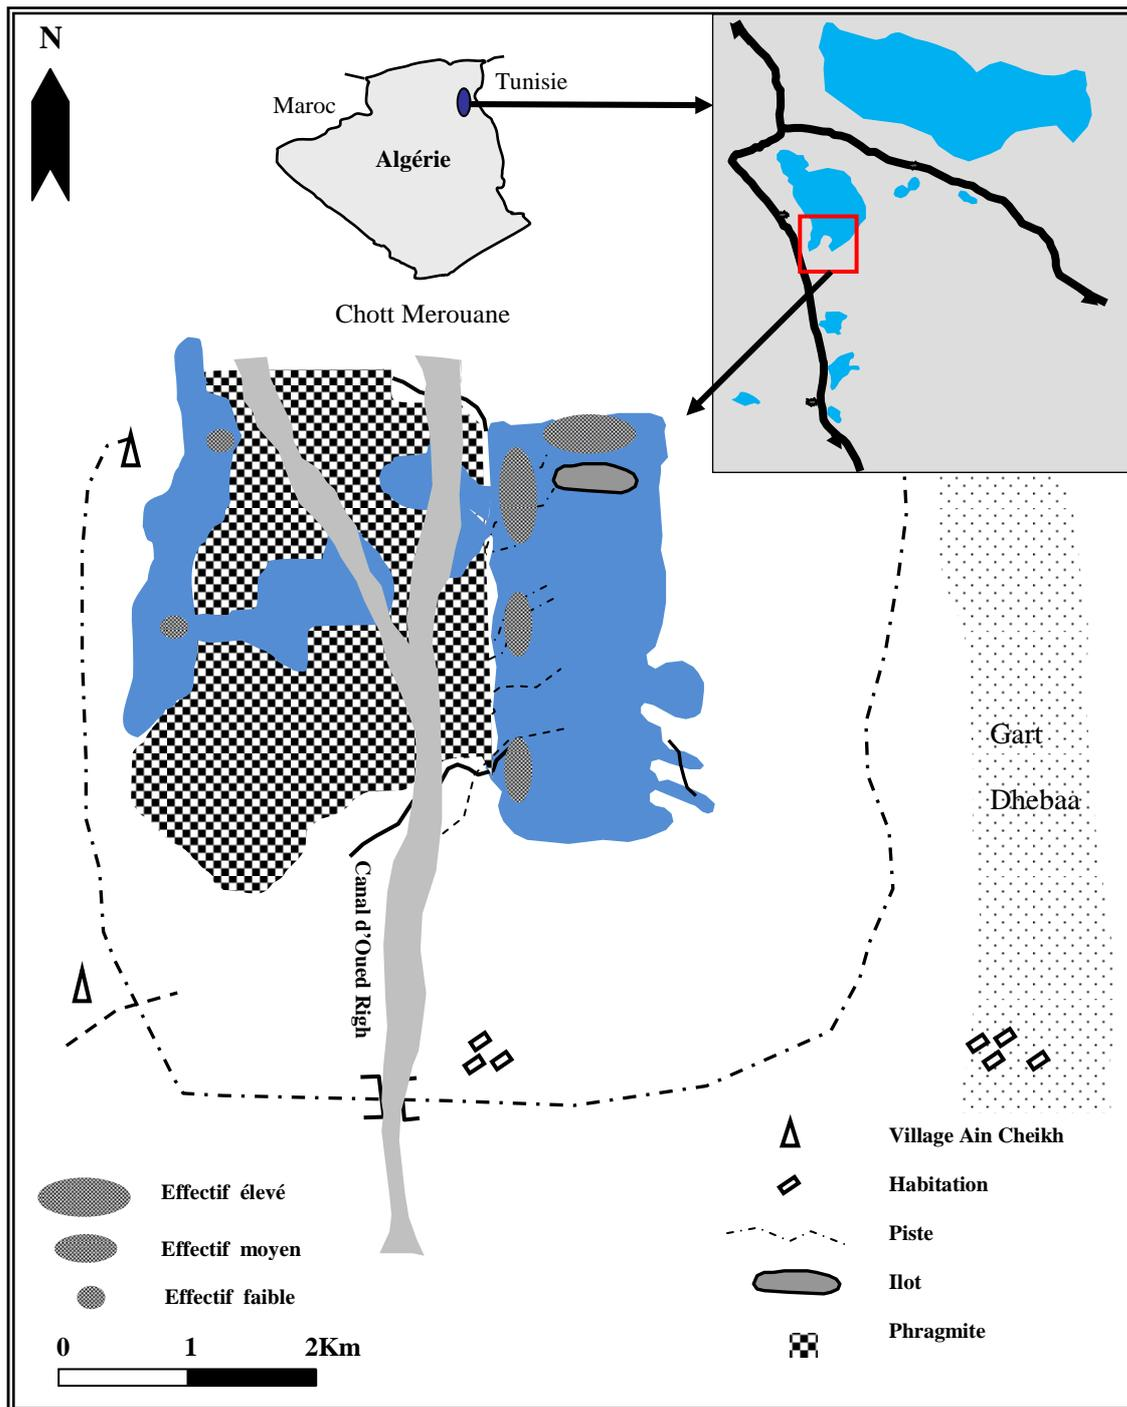 N
Tunisie
Maroc
Algérie
Chott Merouane
Gart
Dhebaa
Canal d’Oued Righ
Village Ain Cheikh
Habitation
Piste
Ilot
Phragmite
Effectif élevé
Effectif moyen
Effectif faible
0 1 2Km